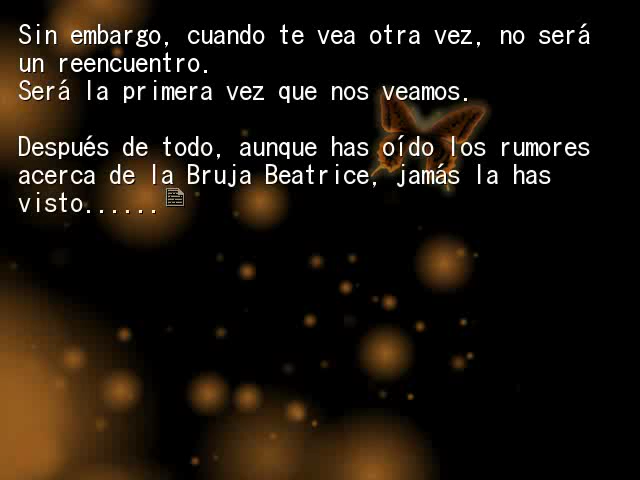 Sin embargo, cuando te vea otra vez, no será
un reencuentro.
Será la primera vez que nos veamos.
Después de todo, aunque has oído los rumores
acerca de la Bruja Beatrice, jamás la has
visto......